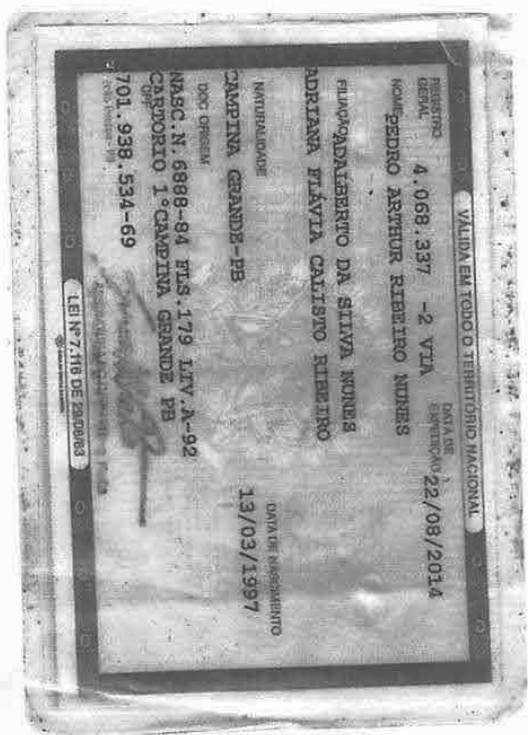 VÁLIDA EM TODO O TERRITÓRIO NACIONAL
REGISTRO GERAL 4.068.337 -2 VIA DATA DE EXPEDIÇÃO 22/08/2014
NOME PEDRO ARTHUR RIBEIRO NUNES
FILIAÇÃO ADALBERTO DA SILVA NUNES
ADRIANA FLÁVIA CALISTO RIBEIRO
NATURALIDADE DATA DE NASCIMENTO
CAMPINA GRANDE-PB 13/03/1997
DOC ORIGEM
NASC.N.6888-84 FLS.179 LIV.A-92
CARTORIO 1°CAMPINA GRANDE PB
CPF
701.938.534-69
LEI Nº 7.116 DE 29/08/83